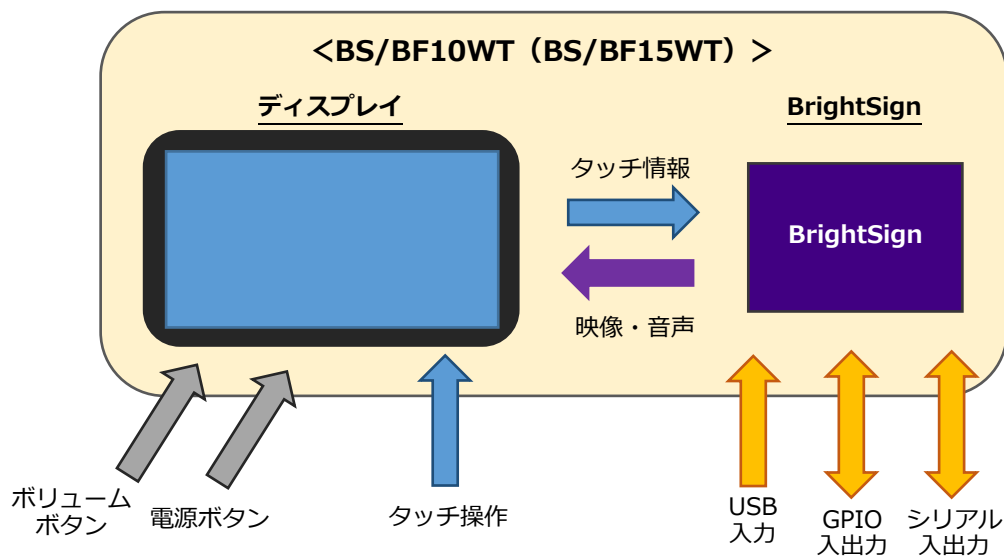 ＜BS/BF10WT（BS/BF15WT）＞
ディスプレイ
BrightSign
タッチ情報
BrightSign
映像・音声
ボリューム
ボタン
電源ボタン
タッチ操作
USB
入力
GPIO
入出力
シリアル
入出力